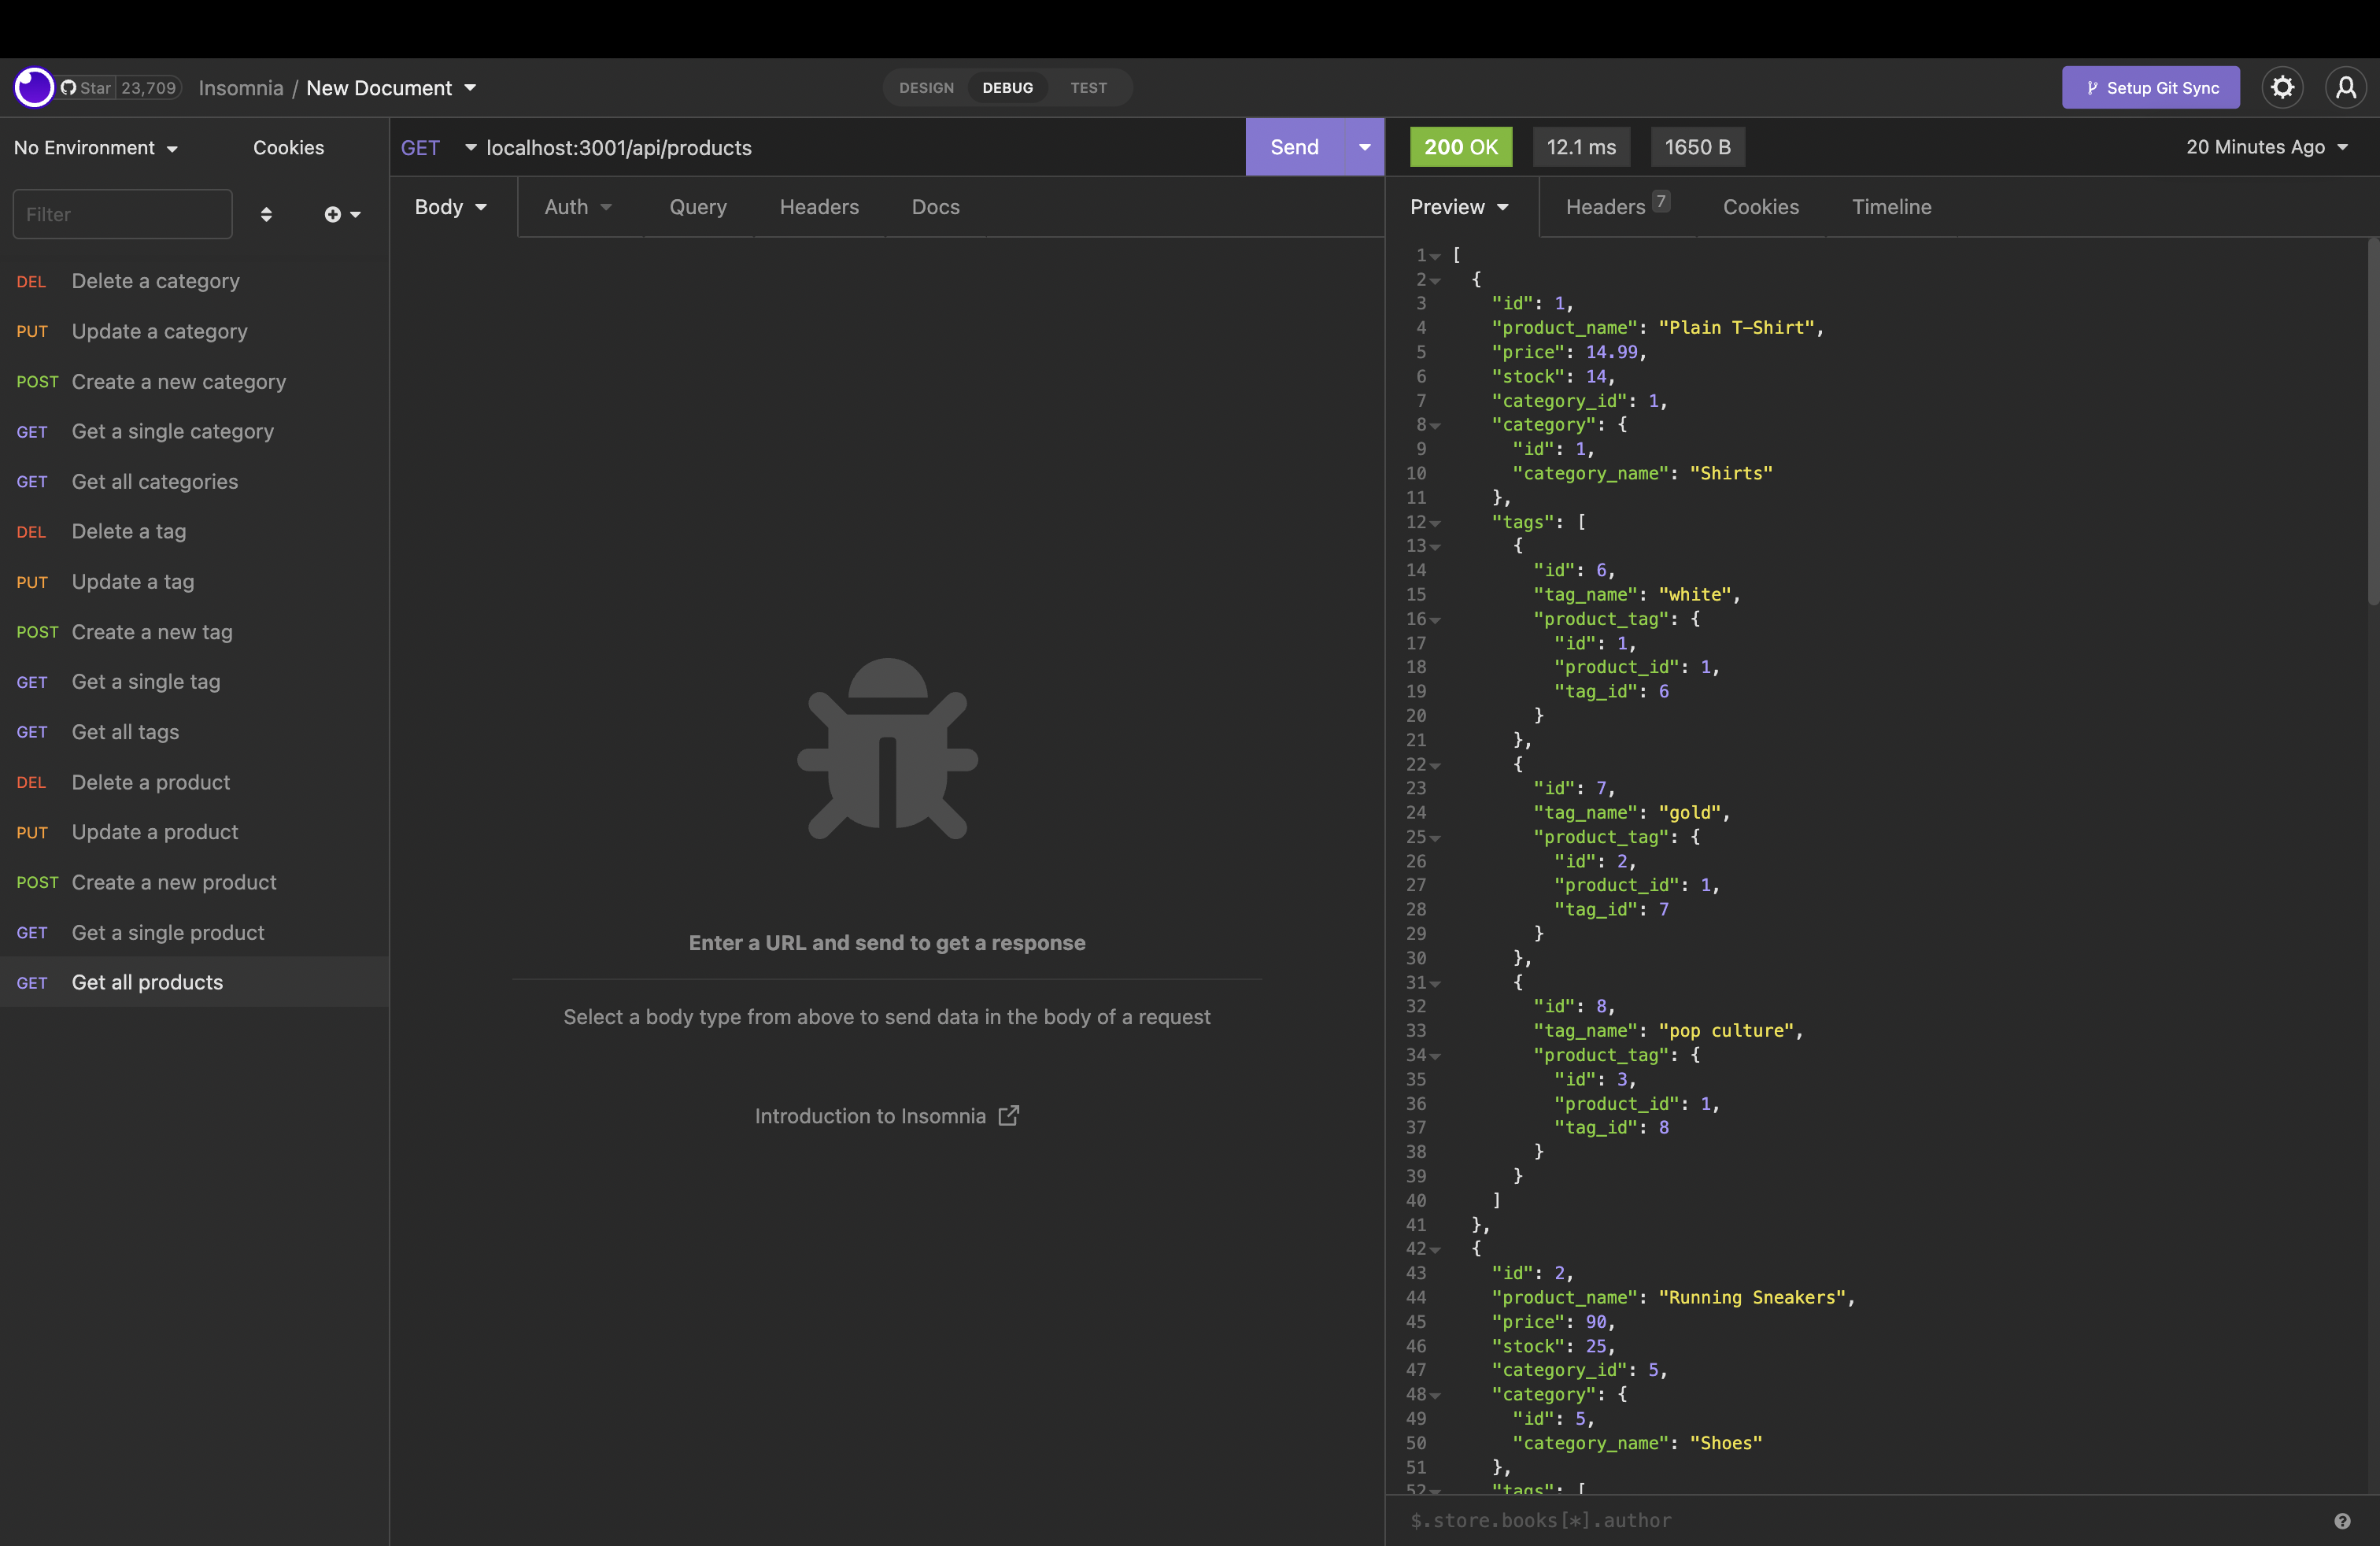 Star 23,709 Insomnia / New Document DESIGN DEBUG TEST Setup Git Sync
No Environment Cookies
Filter
DEL Delete a category
PUT Update a category
POST Create a new category
GET Get a single category
GET Get all categories
DEL Delete a tag
PUT Update a tag
POST Create a new tag
GET Get a single tag
GET Get all tags
DEL Delete a product
PUT Update a product
POST Create a new product
GET Get a single product
GET Get all products
GET localhost:3001/api/products Send
Body Auth Query Headers Docs
Enter a URL and send to get a response
Select a body type from above to send data in the body of a request
Introduction to Insomnia
200 OK 12.1 ms 1650 B 20 Minutes Ago
Preview Headers 7 Cookies Timeline
1 [
2 {
3 "id": 1,
4 "product_name": "Plain T-Shirt",
5 "price": 14.99,
6 "stock": 14,
7 "category_id": 1,
8 "category": {
9 "id": 1,
10 "category_name": "Shirts"
11 },
12 "tags": [
13 {
14 "id": 6,
15 "tag_name": "white",
16 "product_tag": {
17 "id": 1,
18 "product_id": 1,
19 "tag_id": 6
20 }
21 },
22 {
23 "id": 7,
24 "tag_name": "gold",
25 "product_tag": {
26 "id": 2,
27 "product_id": 1,
28 "tag_id": 7
29 }
30 },
31 {
32 "id": 8,
33 "tag_name": "pop culture",
34 "product_tag": {
35 "id": 3,
36 "product_id": 1,
37 "tag_id": 8
38 }
39 }
40 ]
41 },
42 {
43 "id": 2,
44 "product_name": "Running Sneakers",
45 "price": 90,
46 "stock": 25,
47 "category_id": 5,
48 "category": {
49 "id": 5,
50 "category_name": "Shoes"
51 },
52 "tags": [
$.store.books[*].author